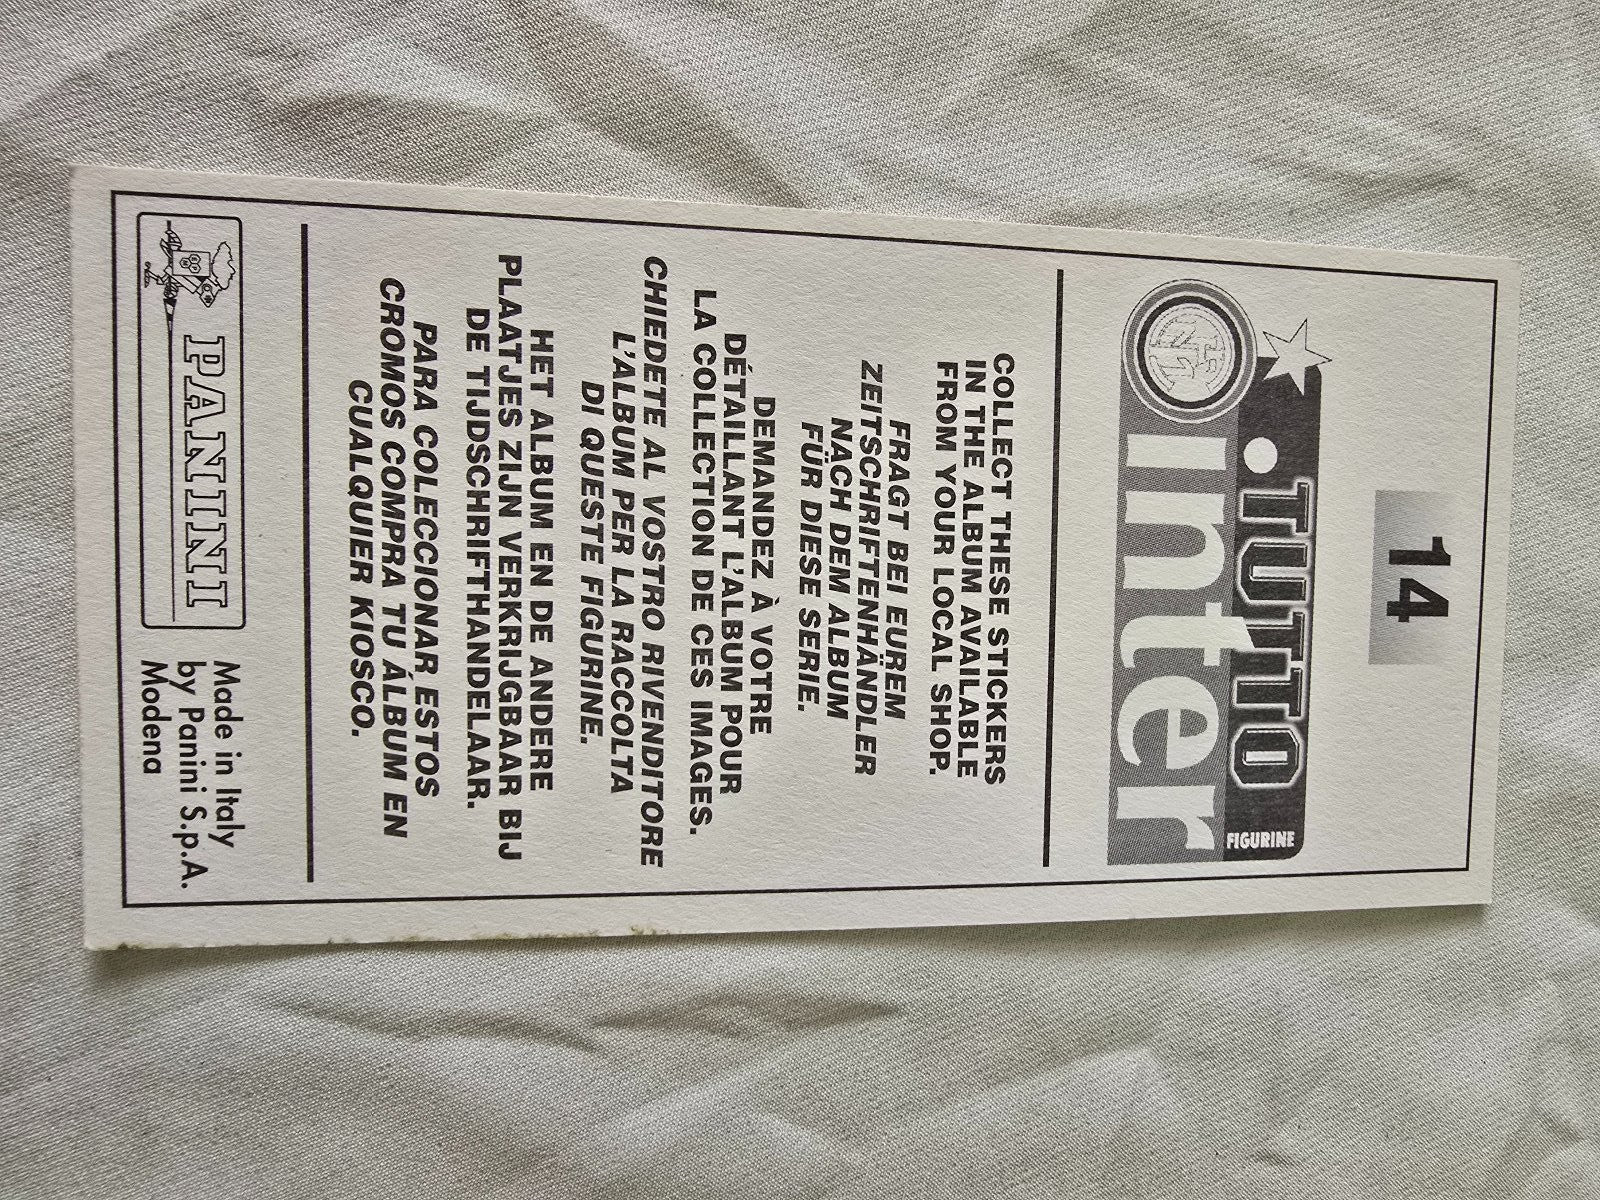 14
TUTTO
inter
FIGURINE
COLLECT THESE STICKERS
IN THE ALBUM AVAILABLE
FROM YOUR LOCAL SHOP.
FRAGT BEI EUREM
ZEITSCHRIFTENHÄNDLER
NACH DEM ALBUM
FÜR DIESE SERIE.
DEMANDEZ À VOTRE
DÉTAILLANT L'ALBUM POUR
LA COLLECTION DE CES IMAGES.
CHIEDETE AL VOSTRO RIVENDITORE
L'ALBUM PER LA RACCOLTA
DI QUESTE FIGURINE.
HET ALBUM EN DE ANDERE
PLAATJES ZIJN VERKRIJGBAAR BIJ
DE TIJDSCHRIFTHANDELAAR.
PARA COLECCIONAR ESTOS
CROMOS COMPRA TU ÁLBUM EN
CUALQUIER KIOSCO.
PANINI
Made in Italy
by Panini S.p.A.
Modena